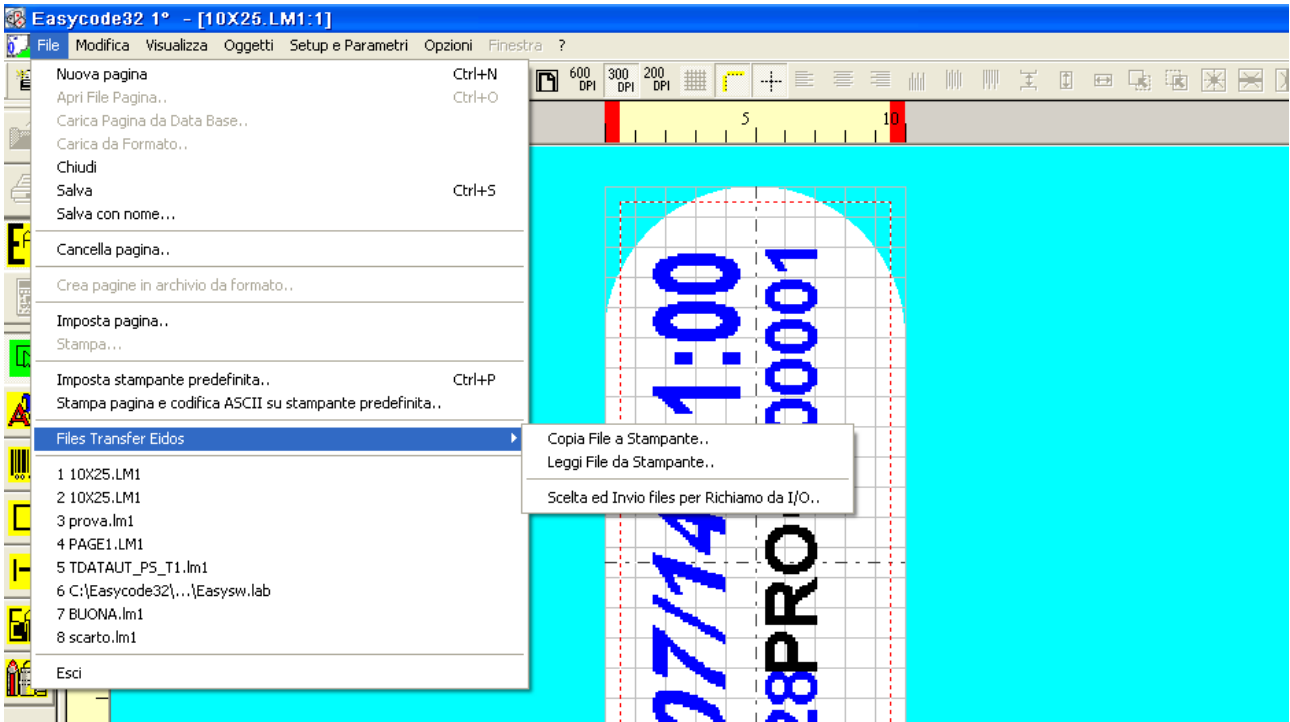 Easycode32 1° - [10X25.LM1:1]
File Modifica Visualizza Oggetti Setup e Parametri Opzioni Finestra ?
600 DPI 300 DPI 200 DPI
5 10
Nuova pagina Ctrl+N
Apri File Pagina.. Ctrl+O
Carica Pagina da Data Base..
Carica da Formato..
Chiudi
Salva Ctrl+S
Salva con nome...
Cancella pagina..
Crea pagine in archivio da formato..
Imposta pagina..
Stampa...
Imposta stampante predefinita.. Ctrl+P
Stampa pagina e codifica ASCII su stampante predefinita..
Files Transfer Eidos
Copia File a Stampante..
Leggi File da Stampante..
Scelta ed Invio files per Richiamo da I/O..
1 10X25.LM1
2 10X25.LM1
3 prova.lm1
4 PAGE1.LM1
5 TDATAUT_PS_T1.lm1
6 C:\Easycode32\...\Easysw.lab
7 BUONA.lm1
8 scarto.lm1
Esci
07/14 1:00
28PRO 00001